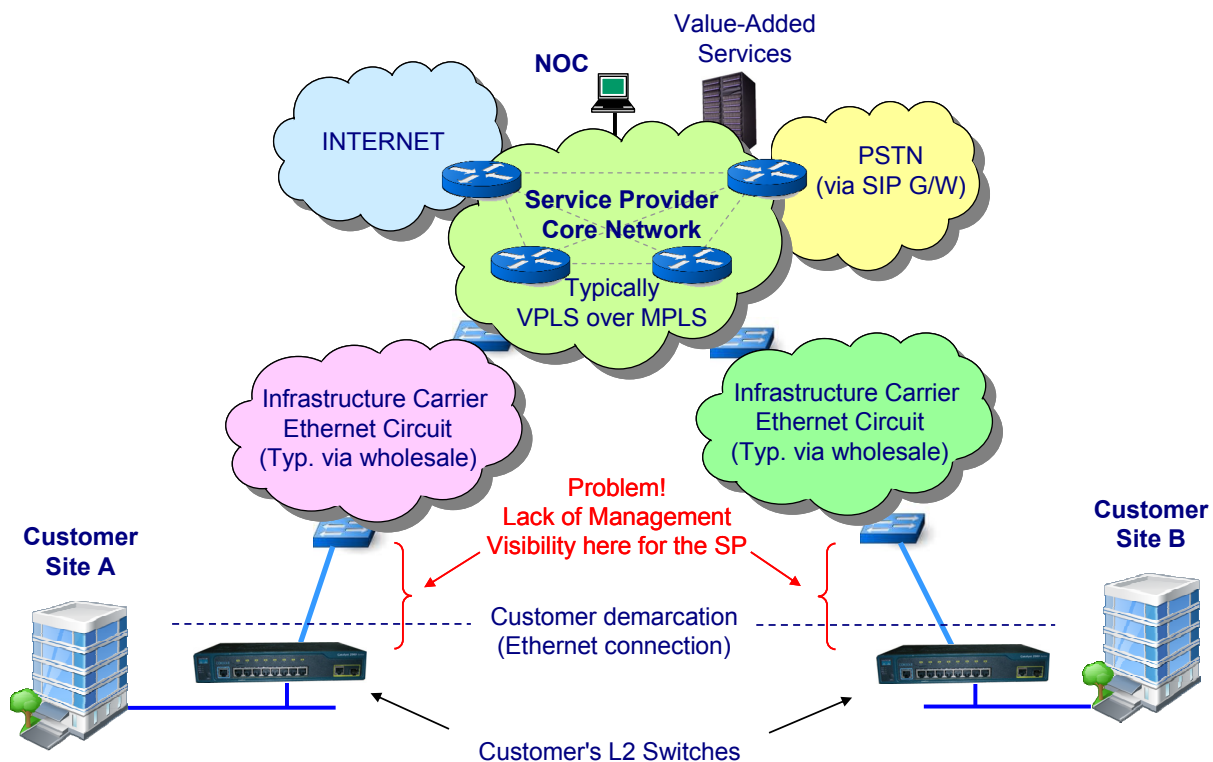 Value-Added
Services
NOC
INTERNET
PSTN
(via SIP G/W)
Service Provider
Core Network
Typically
VPLS over MPLS
Infrastructure Carrier
Ethernet Circuit
(Typ. via wholesale)
Infrastructure Carrier
Ethernet Circuit
(Typ. via wholesale)
Problem!
Lack of Management
Visibility here for the SP
Customer
Site A
Customer
Site B
Customer demarcation
(Ethernet connection)
Customer's L2 Switches